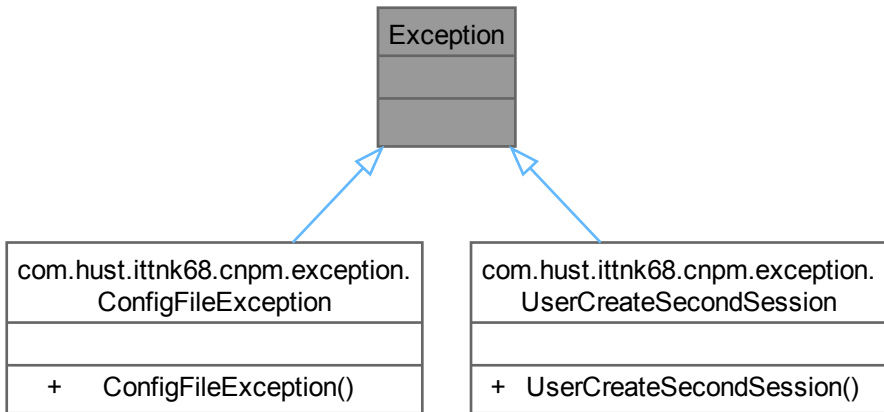 Exception
com.hust.ittnk68.cnpm.exception.
ConfigFileException
+ ConfigFileException()
com.hust.ittnk68.cnpm.exception.
UserCreateSecondSession
+ UserCreateSecondSession()